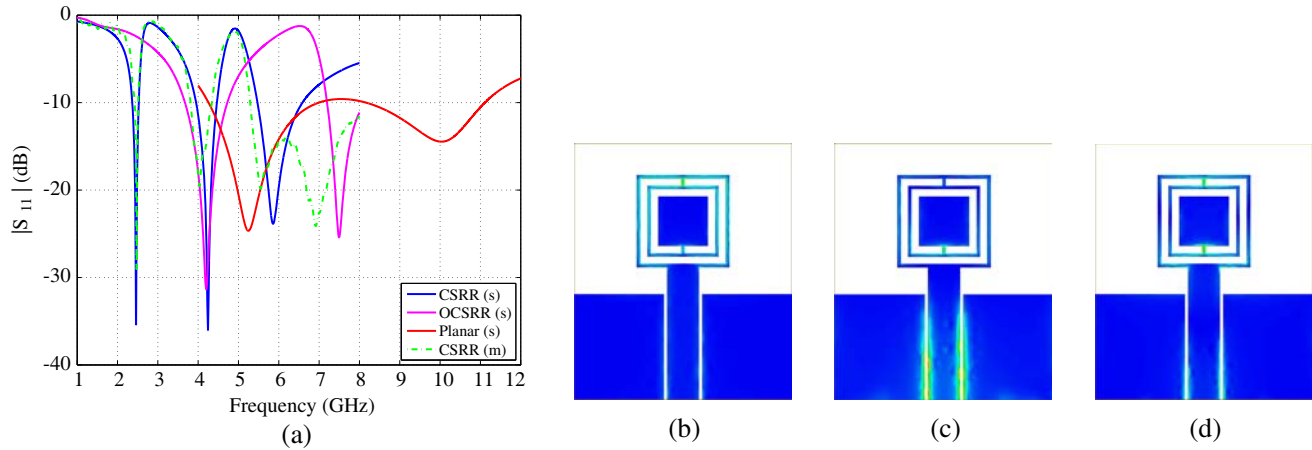 0
-10
-20
-30
-40
|S 11 | (dB)
1 2 3 4 5 6 7 8 9 10 11 12
Frequency (GHz)
CSRR (s)
OCSRR (s)
Planar (s)
CSRR (m)
(a)
(b)
(c)
(d)